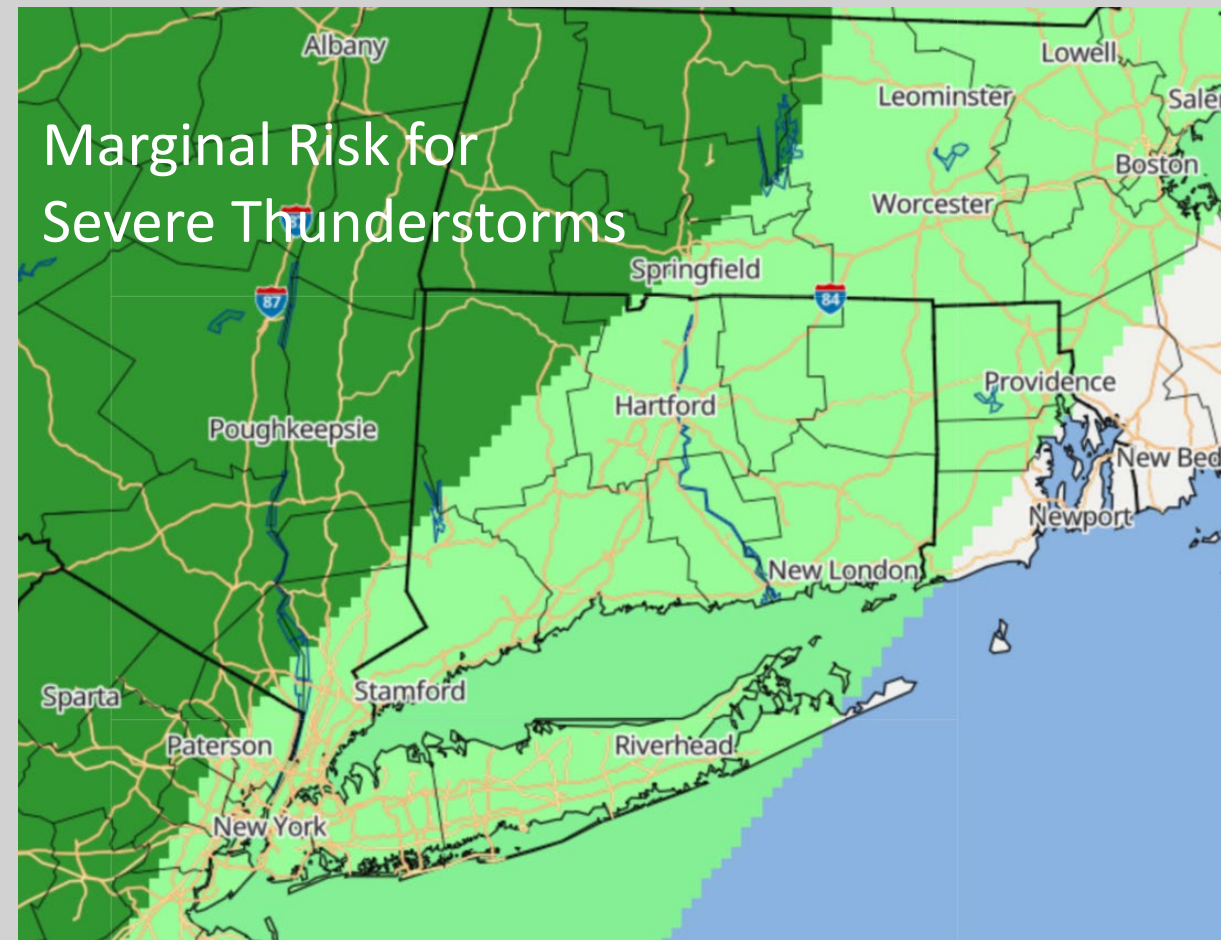 Albany
Lowell
Leominster
Marginal Risk for
Boston
Worcester
Severe Thunderstorms
Springfield
87
84
Providence
Hartford
Poughkeepsie
New Bed
Newport
New London
Stamford
Sparta
Paterson
Riverhead
New York